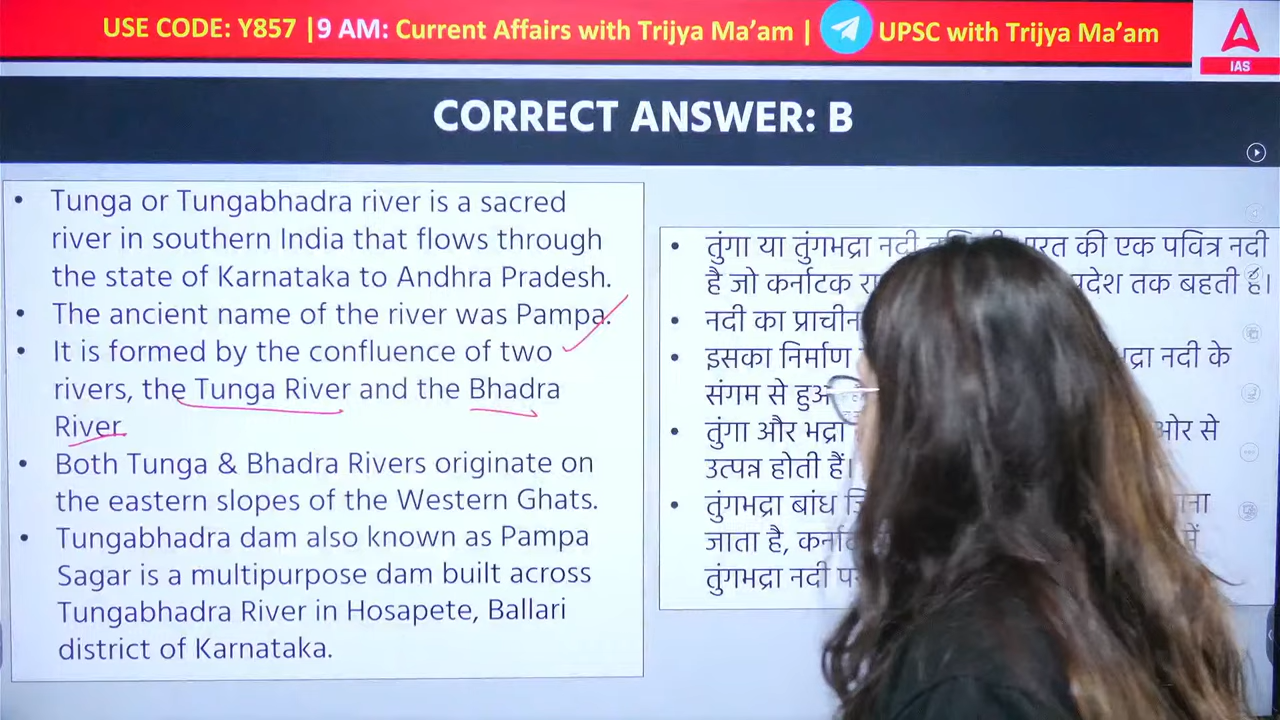 USE CODE: Y857 |9 AM: Current Affairs with Trijya Ma’am | UPSC with Trijya Ma’am
IAS
CORRECT ANSWER: B
• Tunga or Tungabhadra river is a sacred
river in southern India that flows through
the state of Karnataka to Andhra Pradesh.
• The ancient name of the river was Pampa.
• It is formed by the confluence of two
rivers, the Tunga River and the Bhadra
River.
• Both Tunga & Bhadra Rivers originate on
the eastern slopes of the Western Ghats.
• Tungabhadra dam also known as Pampa
Sagar is a multipurpose dam built across
Tungabhadra River in Hosapete, Ballari
district of Karnataka.
• तुंगा या तुंगभद्रा नदी की एक पवित्र नदी
है जो कर्नाटक तक बहती है।
• नदी का प्राचीन
• इसका निर्माण नदी के
संगम से
• तुंगा और भद्रा ओर से
उत्पन्न होती हैं।
• तुंगभद्रा बांध
जाता है, में
तुंगभद्रा नदी